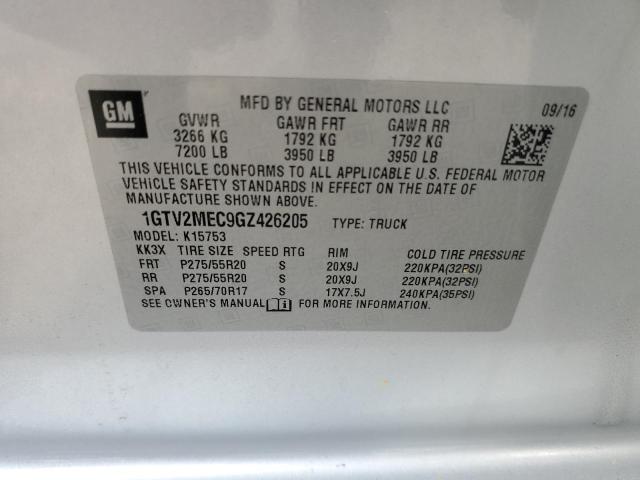 GM
MFD BY GENERAL MOTORS LLC 09/16
GVWR GAWR FRT GAWR RR
3266 KG 1792 KG 1792 KG
7200 LB 3950 LB 3950 LB
THIS VEHICLE CONFORMS TO ALL APPLICABLE U.S. FEDERAL MOTOR
VEHICLE SAFETY STANDARDS IN EFFECT ON THE DATE OF
MANUFACTURE SHOWN ABOVE.
1GTV2MEC9GZ426205 TYPE: TRUCK
MODEL: K15753
KK3X TIRE SIZE SPEED RTG RIM COLD TIRE PRESSURE
FRT P275/55R20 S 20X9J 220KPA(32PSI)
RR P275/55R20 S 20X9J 220KPA(32PSI)
SPA P265/70R17 S 17X7.5J 240KPA(35PSI)
SEE OWNER'S MANUAL i FOR MORE INFORMATION.